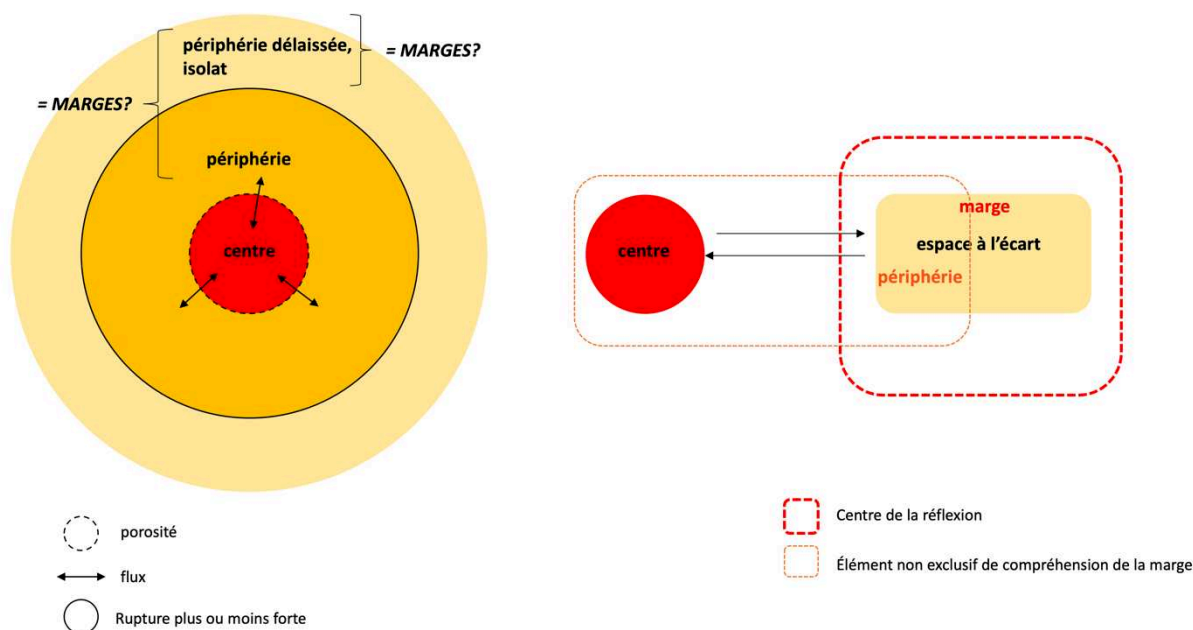 périphérie délaissée,
isolat
= MARGES?
= MARGES?
périphérie
centre
porosité
flux
Rupture plus ou moins forte
centre
marge
espace à l'écart
périphérie
Centre de la réflexion
Élément non exclusif de compréhension de la marge